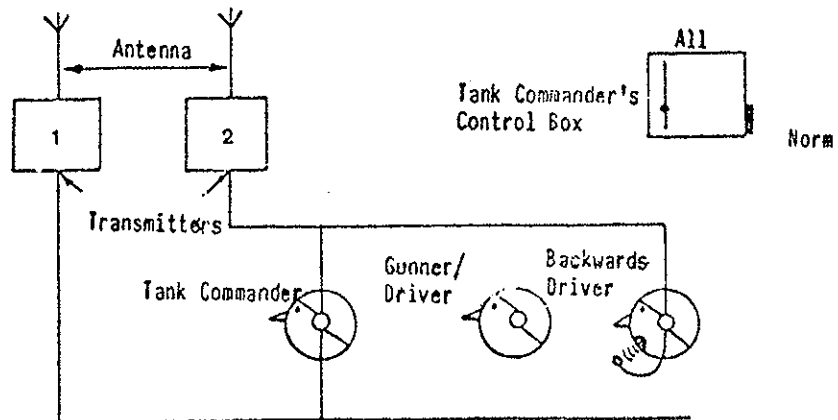 Antenna
All
Tank Commander's
Control Box
1
2
Norm
Transmitters
Gunner/
Driver
Backwards
Driver
Tank Commander